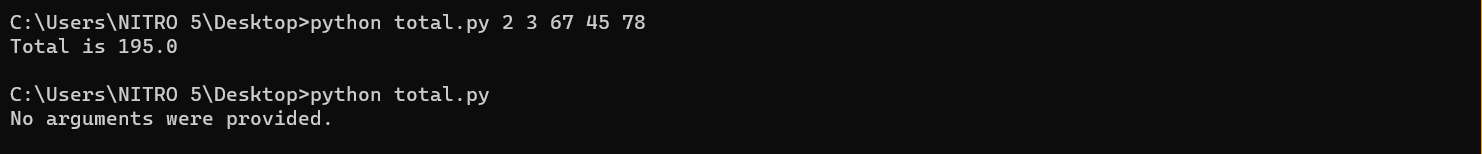 C:\Users\NITRO 5\Desktop>python total.py 2 3 67 45 78
Total is 195.0
C:\Users\NITRO 5\Desktop>python total.py
No arguments were provided.